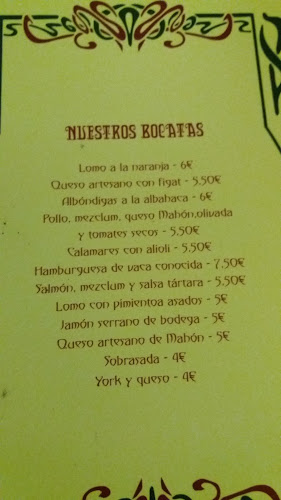 NUESTROS BOCATAS
Lomo a la naranja - 6€
Queso artesano con figat - 5.50€
Albóndigas a la albahaca - 6€
Pollo, mezclum, queso Mahón,olivada
y tomates secos - 5.50€
Calamares con alioli - 5.50€
Hamburguesa de vaca conocida - 7,50€
Salmón, mezclum y salsa tártara - 5,50€
Lomo con pimientoa asados - 5€
Jamón serrano de bodega - 5€
Queso artesano de Mahón - 5€
Sobrasada - 4€
York y queso - 4€